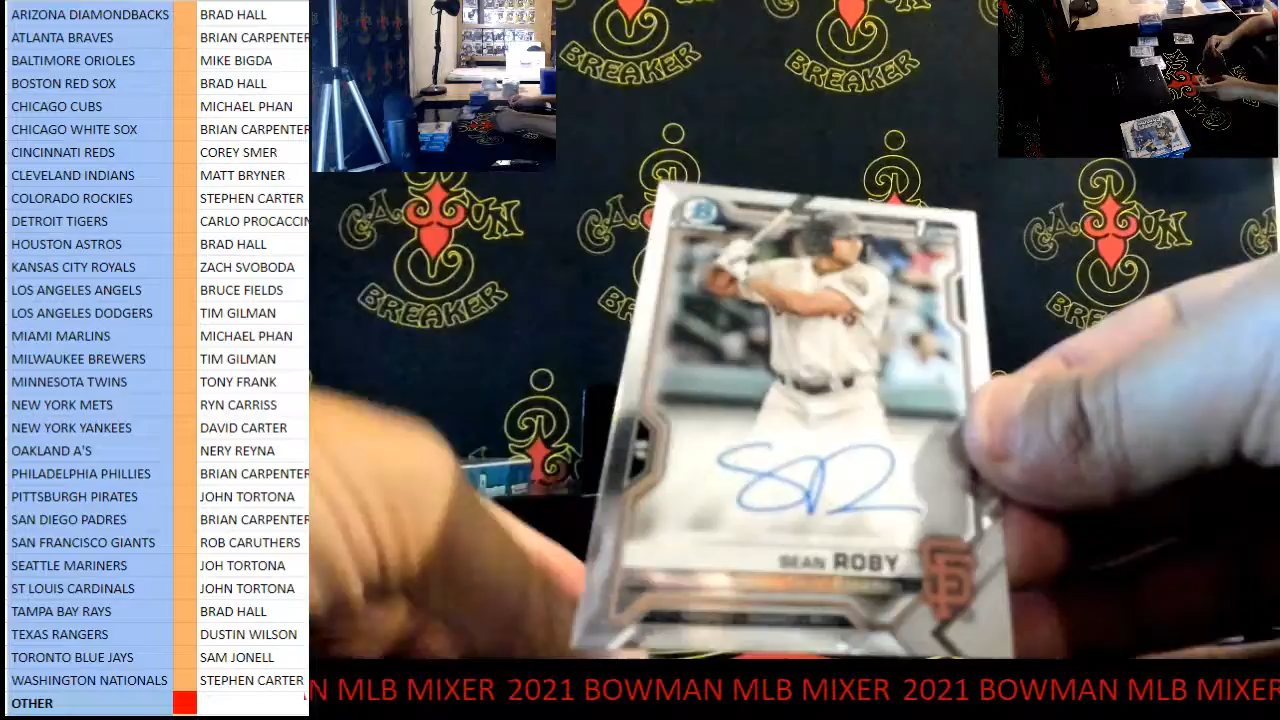 ARIZONA DIAMONDBACKS BRAD HALL
ATLANTA BRAVES BRIAN CARPENTER
BALTIMORE ORIOLES MIKE BIGDA
BOSTON RED SOX BRAD HALL
CHICAGO CUBS MICHAEL PHAN
CHICAGO WHITE SOX BRIAN CARPENTER
CINCINNATI REDS COREY SMER
CLEVELAND INDIANS MATT BRYNER
COLORADO ROCKIES STEPHEN CARTER
DETROIT TIGERS CARLO PROCACCIN
HOUSTON ASTROS BRAD HALL
KANSAS CITY ROYALS ZACH SVOBODA
LOS ANGELES ANGELS BRUCE FIELDS
LOS ANGELES DODGERS TIM GILMAN
MIAMI MARLINS MICHAEL PHAN
MILWAUKEE BREWERS TIM GILMAN
MINNESOTA TWINS TONY FRANK
NEW YORK METS RYN CARRISS
NEW YORK YANKEES DAVID CARTER
OAKLAND A'S NERY REYNA
PHILADELPHIA PHILLIES BRIAN CARPENTER
PITTSBURGH PIRATES JOHN TORTONA
SAN DIEGO PADRES BRIAN CARPENTER
SAN FRANCISCO GIANTS ROB CARUTHERS
SEATTLE MARINERS JOH TORTONA
ST LOUIS CARDINALS JOHN TORTONA
TAMPA BAY RAYS BRAD HALL
TEXAS RANGERS DUSTIN WILSON
TORONTO BLUE JAYS SAM JONELL
WASHINGTON NATIONALS STEPHEN CARTER
OTHER
BREAKER BREAKER
CAJUN
BREAKER
SEAN ROBY
SF
N MLB MIXER 2021 BOWMAN MLB MIXER 2021 BOWMAN MLB MIXER